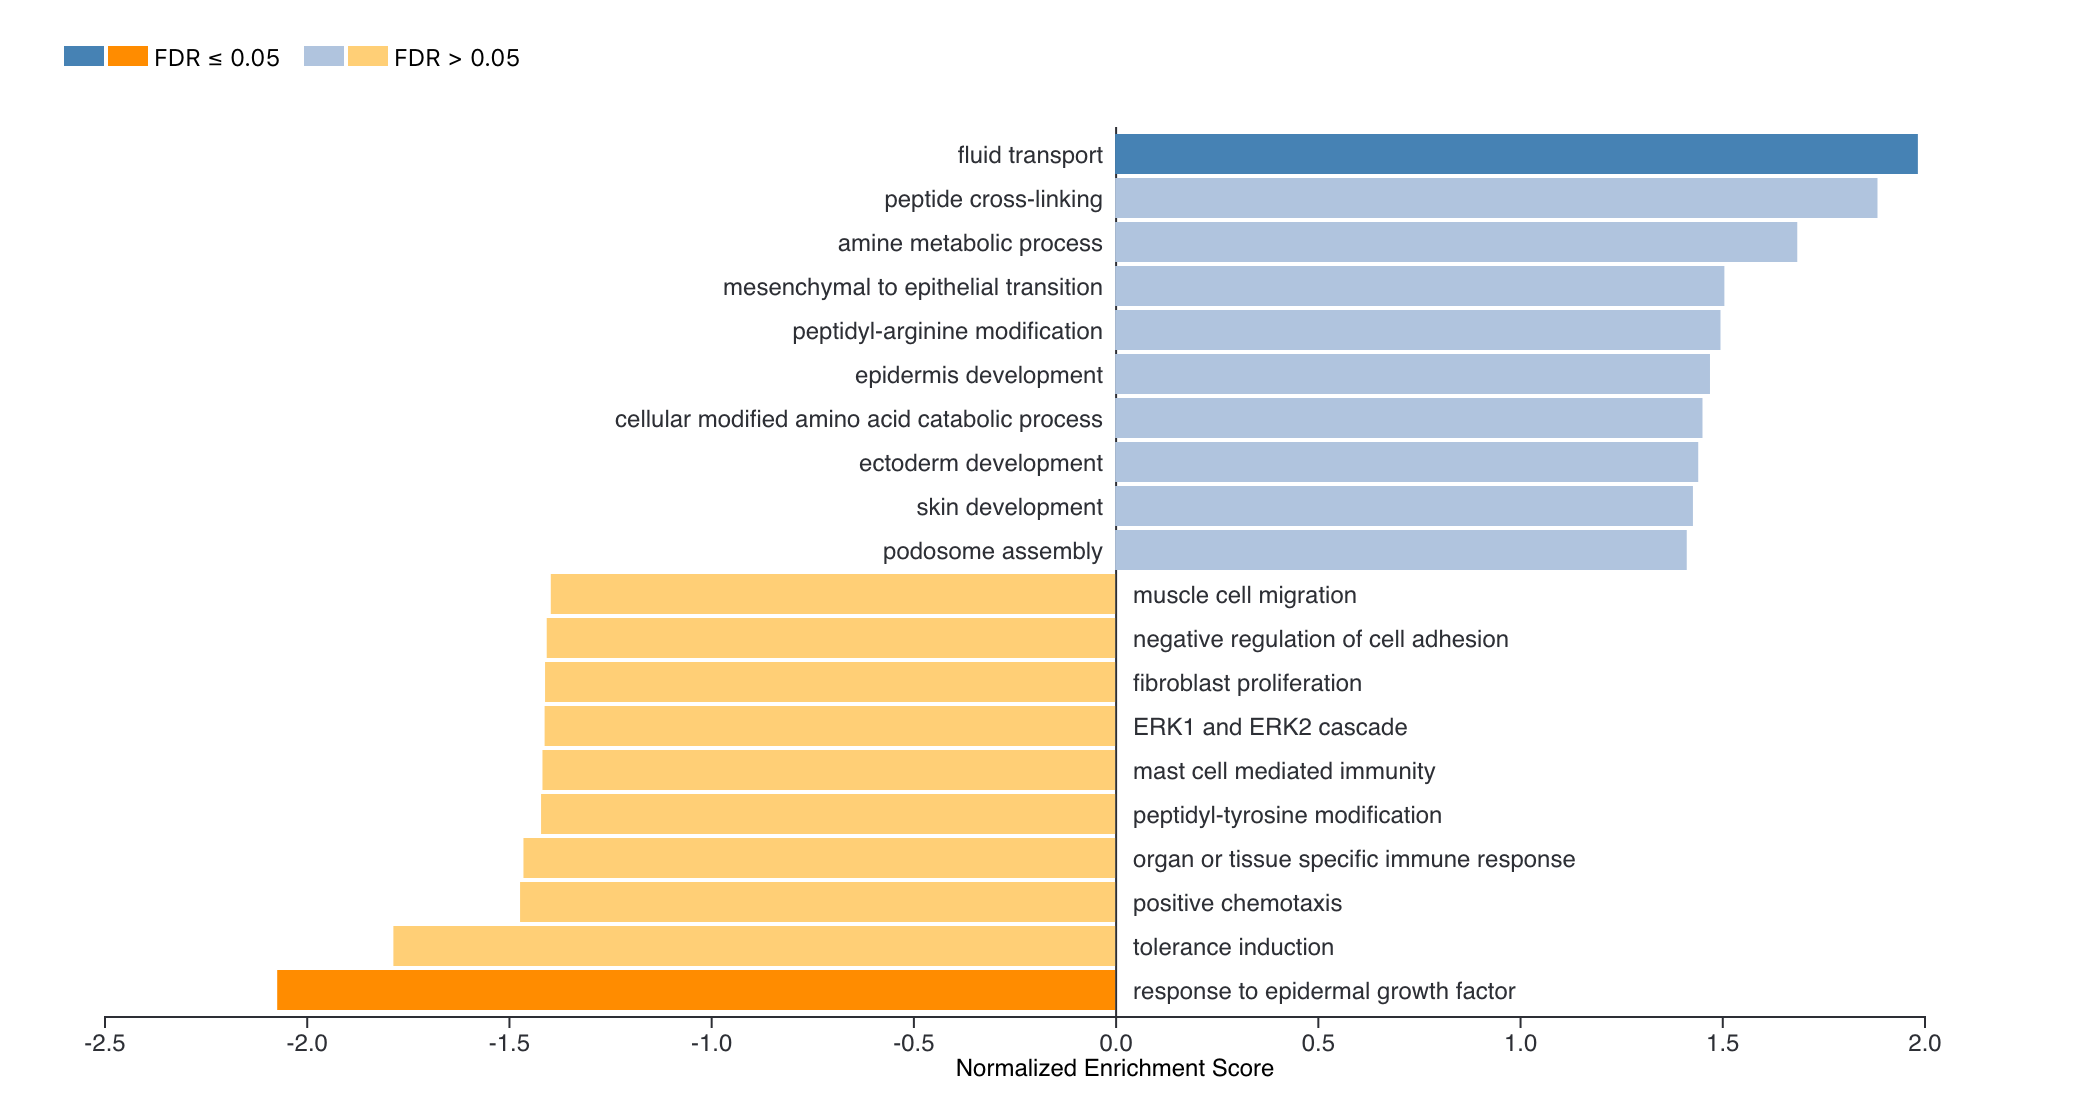 FDR ≤ 0.05 FDR > 0.05
fluid transport
peptide cross-linking
amine metabolic process
mesenchymal to epithelial transition
peptidyl-arginine modification
epidermis development
cellular modified amino acid catabolic process
ectoderm development
skin development
podosome assembly
muscle cell migration
negative regulation of cell adhesion
fibroblast proliferation
ERK1 and ERK2 cascade
mast cell mediated immunity
peptidyl-tyrosine modification
organ or tissue specific immune response
positive chemotaxis
tolerance induction
response to epidermal growth factor
-2.5 -2.0 -1.5 -1.0 -0.5 0.0 0.5 1.0 1.5 2.0
Normalized Enrichment Score